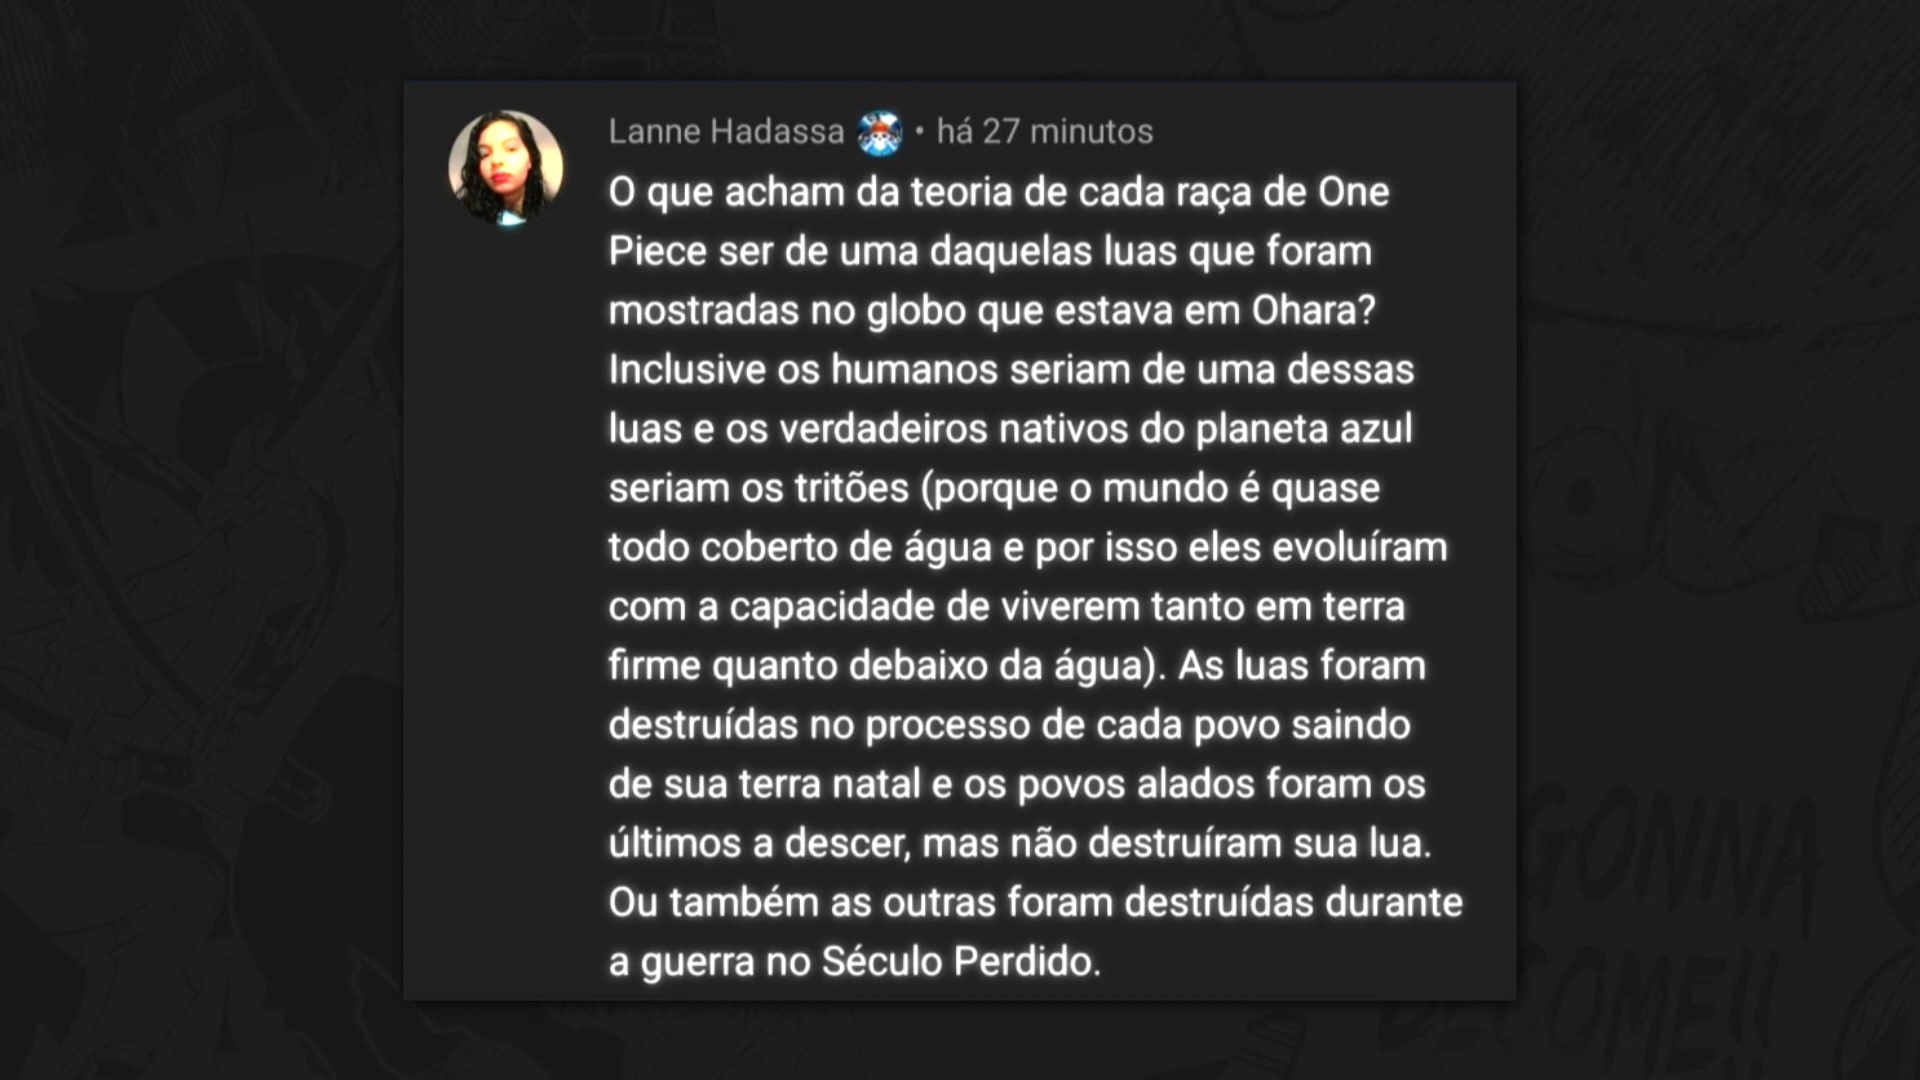 Lanne Hadassa • há 27 minutos
O que acham da teoria de cada raça de One
Piece ser de uma daquelas luas que foram
mostradas no globo que estava em Ohara?
Inclusive os humanos seriam de uma dessas
luas e os verdadeiros nativos do planeta azul
seriam os tritões (porque o mundo é quase
todo coberto de água e por isso eles evoluíram
com a capacidade de viverem tanto em terra
firme quanto debaixo da água). As luas foram
destruídas no processo de cada povo saindo
de sua terra natal e os povos alados foram os
últimos a descer, mas não destruíram sua lua.
Ou também as outras foram destruídas durante
a guerra no Século Perdido.
GONNA
BECOME!!